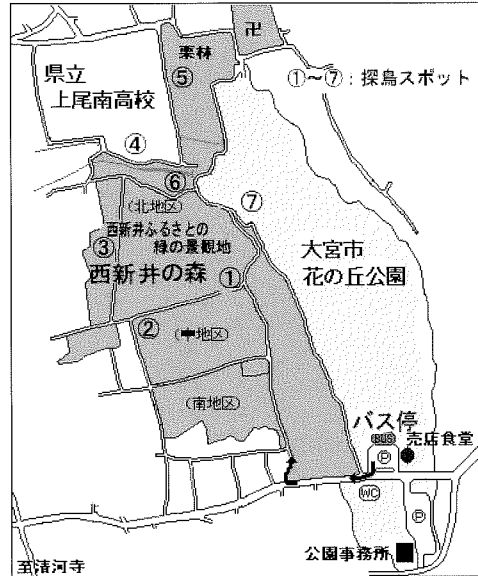 卍
栗林
県立
上尾南高校
⑤
①～⑦：探鳥スポット
④
⑥
(北地区)
⑦
西新井ふるさとの
緑の景観地
③
西新井の森
①
大宮市
花の丘公園
②
(中地区)
(南地区)
バス停
BUS
売店食堂
P
WC
P
公園事務所
至清河寺